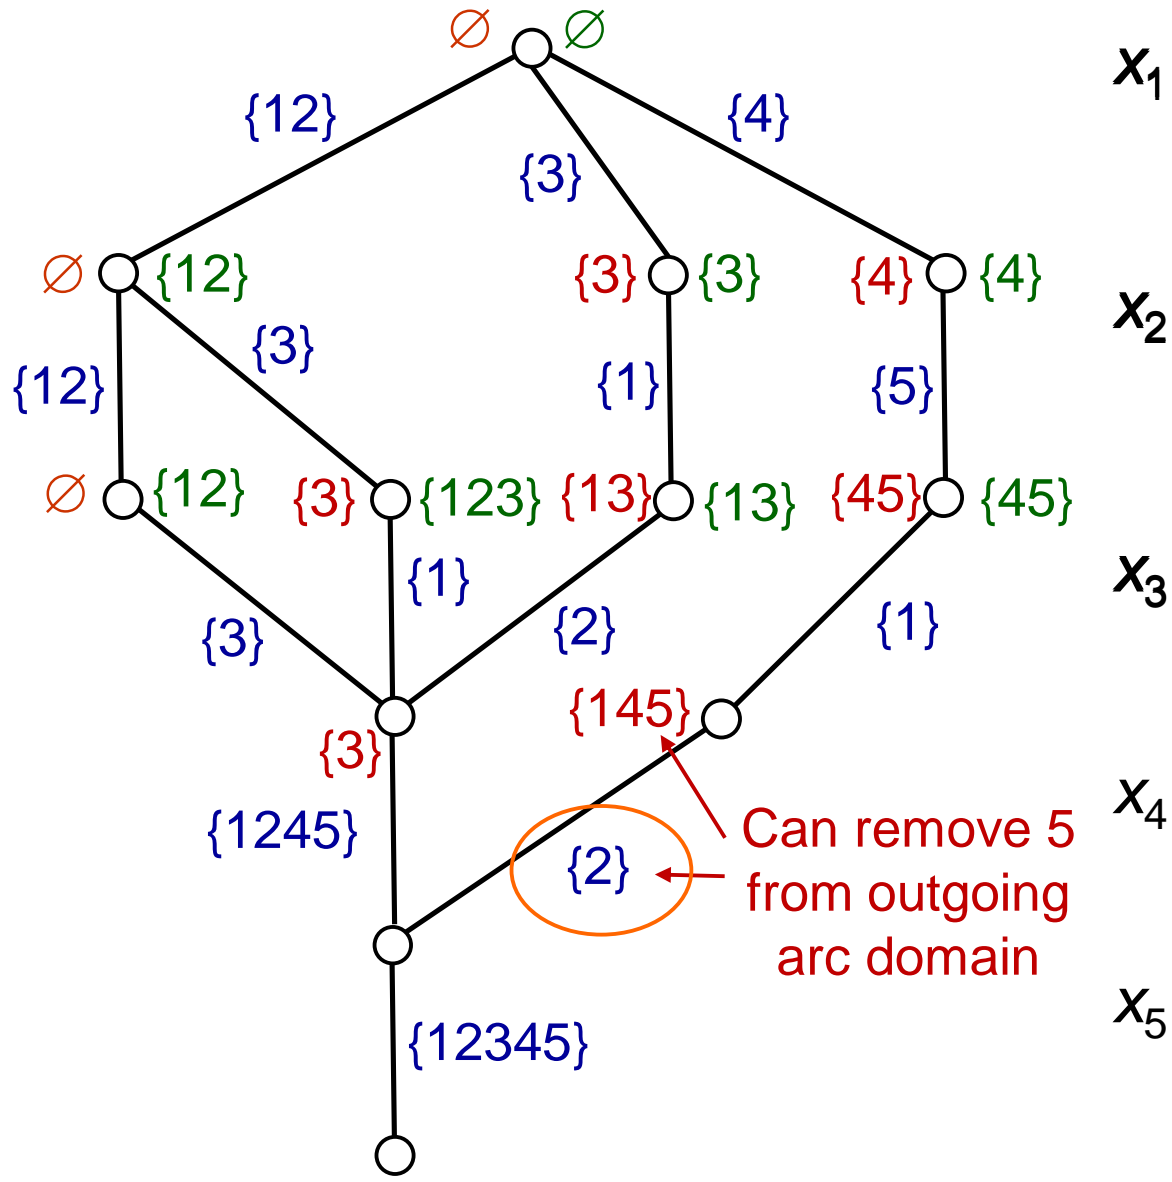 ∅ ∅
x1
{12} {3} {4}
∅ {12} {3} {3} {4} {4}
x2
{12} {3} {1} {5}
∅ {12} {3} {123} {13} {13} {45} {45}
x3
{3} {1} {2} {1}
{3} {145}
x4
{1245} {2}
Can remove 5
from outgoing
arc domain
x5
{12345}